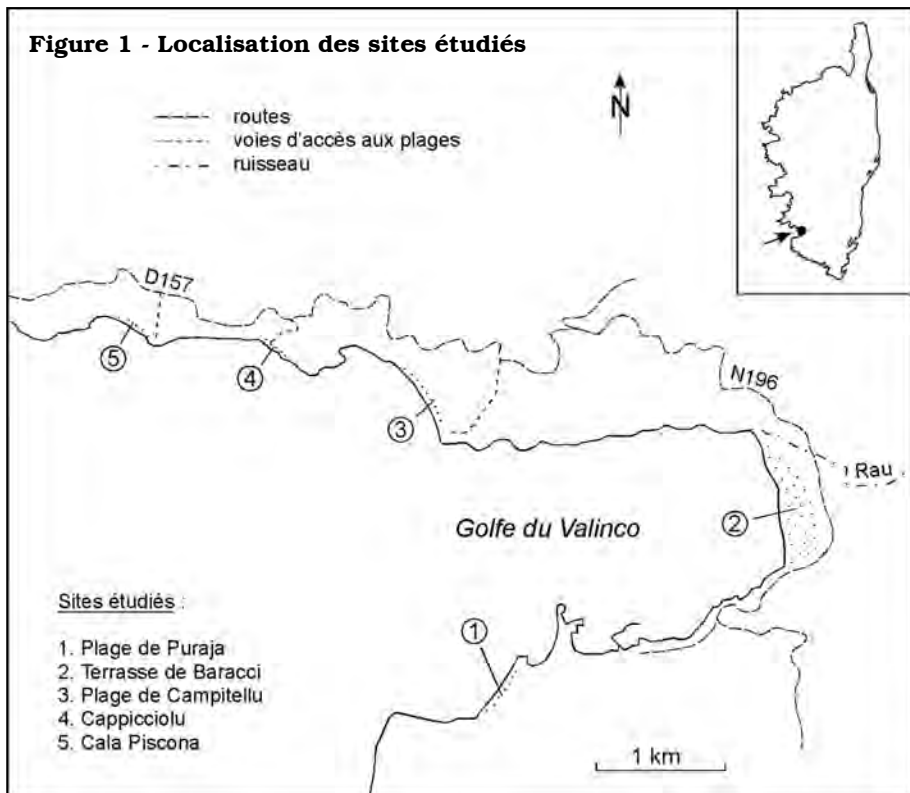 Figure 1 - Localisation des sites étudiés
N
routes
voies d'accès aux plages
ruisseau
D157
5
4
3
N196
Rau
2
Golfe du Valinco
1
Sites étudiés :
1. Plage de Puraja
2. Terrasse de Baracci
3. Plage de Campitellu
4. Cappicciolu
5. Cala Piscona
1 km